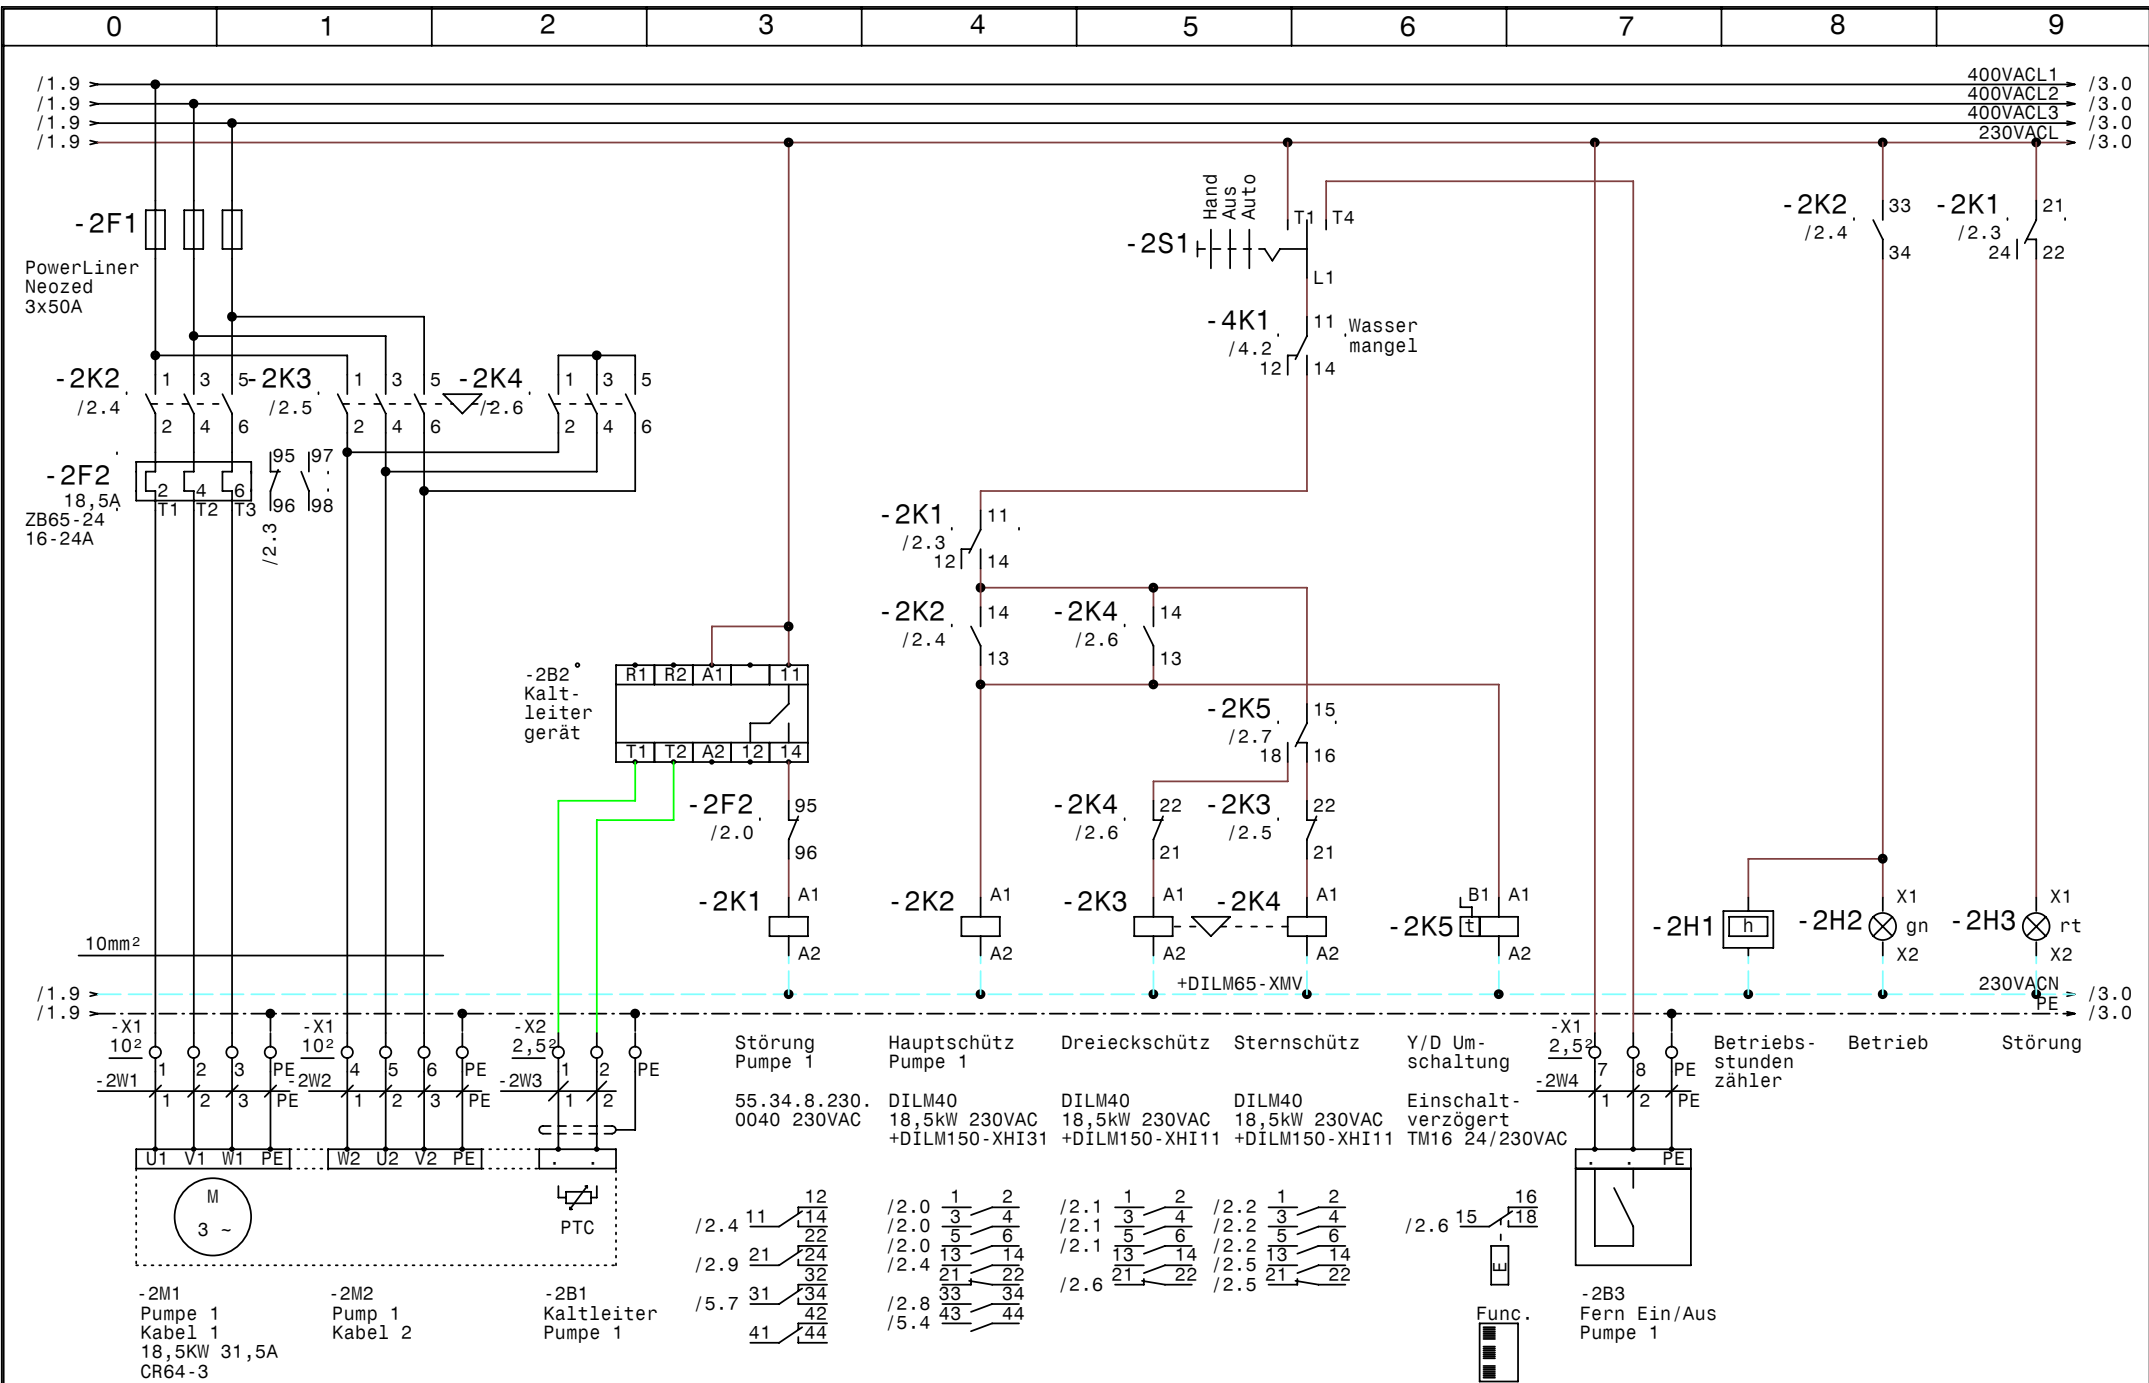 0 1 2 3 4 5 6 7 8 9
/1.9 400VACL1 /3.0
/1.9 400VACL2 /3.0
/1.9 400VACL3 /3.0
/1.9 230VACL /3.0
-2F1
PowerLiner
Neozed
3x50A
Hand
Aus
Auto
-2S1
T1 T4
L1
-2K2
/2.4
33
34
-2K1
/2.3
21
24 22
-4K1
/4.2
11
12 14
Wasser
mangel
-2K2
/2.4
1 3 5
2 4 6
-2K3
/2.5
1 3 5
2 4 6
-2K4
/2.6
1 3 5
2 4 6
-2F2
18,5A
ZB65-24
16-24A
2 4 6
T1 T2 T3
95 97
96 98
/2.3
-2K1
/2.3
11
12 14
-2K2
/2.4
14
13
-2K4
/2.6
14
13
-2B2
Kalt-
leiter
gerät
R1 R2 A1 11
T1 T2 A2 12 14
-2K5
/2.7
15
18 16
-2F2
/2.0
95
96
-2K4
/2.6
22
21
-2K3
/2.5
22
21
-2K1
A1
A2
-2K2
A1
A2
-2K3
A1
A2
-2K4
A1
A2
-2K5
B1 A1
t
A2
-2H1
h
-2H2
X1
gn
X2
-2H3
X1
rt
X2
10mm²
+DILM65-XMV
/1.9 230VACN /3.0
/1.9 PE /3.0
-X1
10²
1 2 3 PE
-2W1
1 2 3 PE
-X1
10²
4 5 6 PE
-2W2
1 2 3 PE
-X2
2,5²
1 2 PE
-2W3
1 2
Störung
Pumpe 1
55.34.8.230.
0040 230VAC
Hauptschütz
Pumpe 1
DILM40
18,5kW 230VAC
+DILM150-XHI31
Dreieckschütz
DILM40
18,5kW 230VAC
+DILM150-XHI11
Sternschütz
DILM40
18,5kW 230VAC
+DILM150-XHI11
Y/D Um-
schaltung
Einschalt-
verzögert
TM16 24/230VAC
-X1
2,5²
7 8 PE
-2W4
1 2 PE
Betriebs-
stunden
zähler
Betrieb
Störung
U1 V1 W1 PE
W2 U2 V2 PE
. .
M
3 ~
PTC
. . PE
-2M1
Pumpe 1
Kabel 1
18,5KW 31,5A
CR64-3
-2M2
Pump 1
Kabel 2
-2B1
Kaltleiter
Pumpe 1
12
/2.4 11 14
22
/2.9 21 24
32
/5.7 31 34
42
41 44
/2.0 1 2
/2.0 3 4
/2.0 5 6
/2.4 13 14
21 22
/2.8 33 34
/5.4 43 44
/2.1 1 2
/2.1 3 4
/2.1 5 6
13 14
/2.6 21 22
/2.2 1 2
/2.2 3 4
/2.2 5 6
/2.5 13 14
/2.5 21 22
16
/2.6 15 18
E
Func.
-2B3
Fern Ein/Aus
Pumpe 1